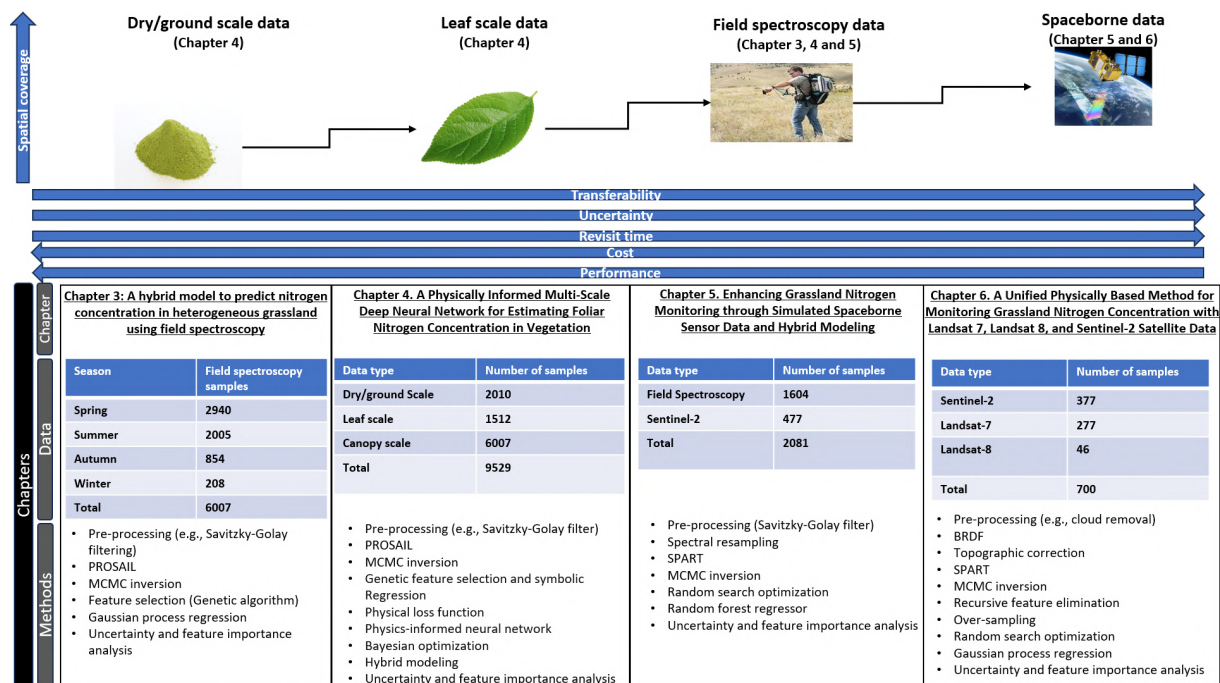 Dry/ground scale data
(Chapter 4)
Leaf scale data
(Chapter 4)
Field spectroscopy data
(Chapter 3, 4 and 5)
Spaceborne data
(Chapter 5 and 6)
Spatial coverage
Transferability
Uncertainty
Revisit time
Cost
Performance
Chapters
Chapter
Data
Methods
Chapter 3: A hybrid model to predict nitrogen
concentration in heterogeneous grassland
using field spectroscopy
Season Field spectroscopy
samples
Spring 2940
Summer 2005
Autumn 854
Winter 208
Total 6007
• Pre-processing (e.g., Savitzky-Golay
filtering)
• PROSAIL
• MCMC inversion
• Feature selection (Genetic algorithm)
• Gaussian process regression
• Uncertainty and feature importance
analysis
Chapter 4. A Physically Informed Multi-Scale
Deep Neural Network for Estimating Foliar
Nitrogen Concentration in Vegetation
Data type Number of samples
Dry/ground Scale 2010
Leaf scale 1512
Canopy scale 6007
Total 9529
• Pre-processing (e.g., Savitzky-Golay filter)
• PROSAIL
• MCMC inversion
• Genetic feature selection and symbolic
Regression
• Physical loss function
• Physics-informed neural network
• Bayesian optimization
• Hybrid modeling
• Uncertainty and feature importance analysis
Chapter 5. Enhancing Grassland Nitrogen
Monitoring through Simulated Spaceborne
Sensor Data and Hybrid Modeling
Data type Number of samples
Field Spectroscopy 1604
Sentinel-2 477
Total 2081
• Pre-processing (Savitzky-Golay filter)
• Spectral resampling
• SPART
• MCMC inversion
• Random search optimization
• Random forest regressor
• Uncertainty and feature importance analysis
Chapter 6. A Unified Physically Based Method for
Monitoring Grassland Nitrogen Concentration with
Landsat 7, Landsat 8, and Sentinel-2 Satellite Data
Data type Number of samples
Sentinel-2 377
Landsat-7 277
Landsat-8 46
Total 700
• Pre-processing (e.g., cloud removal)
• BRDF
• Topographic correction
• SPART
• MCMC inversion
• Recursive feature elimination
• Over-sampling
• Random search optimization
• Gaussian process regression
• Uncertainty and feature importance analysis